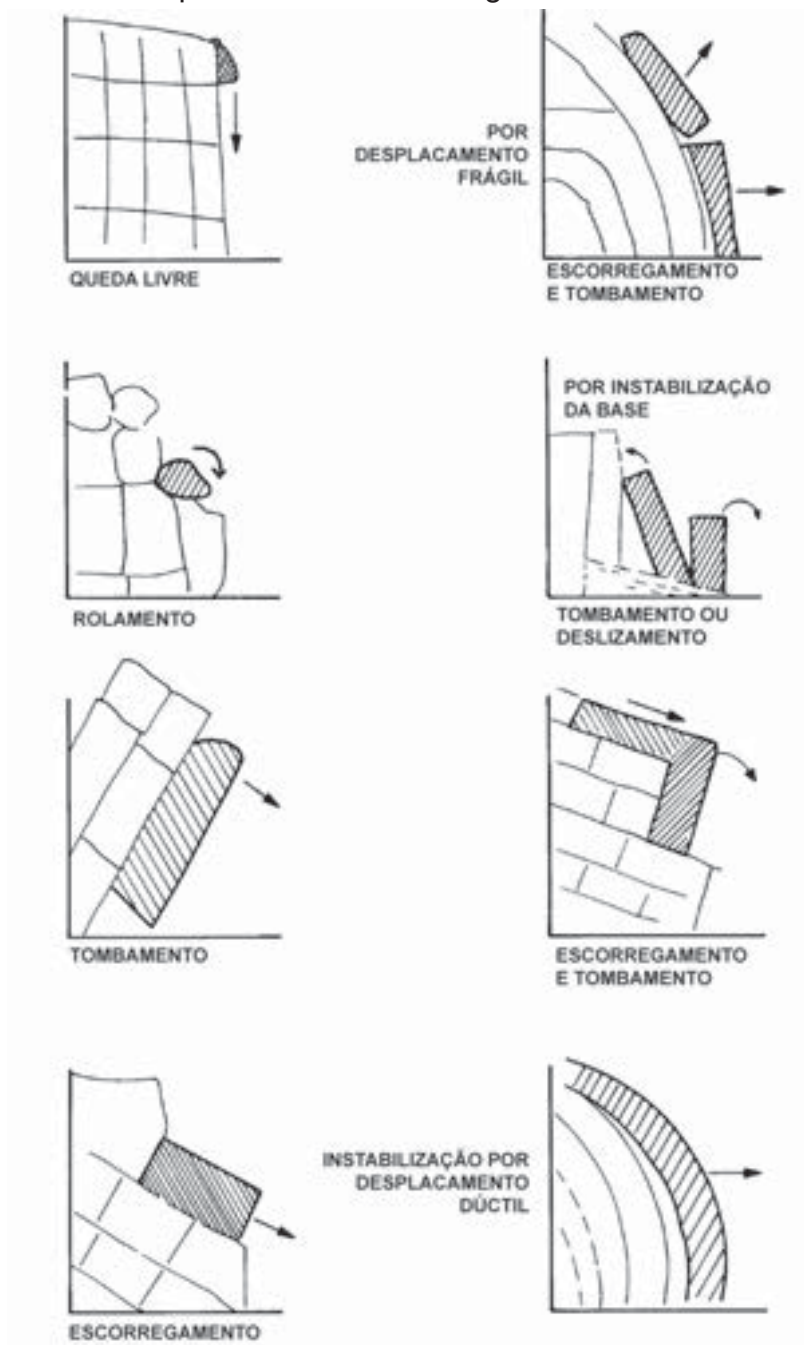 QUEDA LIVRE
POR
DESPLACAMENTO
FRÁGIL
ESCORREGAMENTO
E TOMBAMENTO
ROLAMENTO
POR INSTABILIZAÇÃO
DA BASE
TOMBAMENTO OU
DESLIZAMENTO
TOMBAMENTO
ESCORREGAMENTO
E TOMBAMENTO
ESCORREGAMENTO
INSTABILIZAÇÃO POR
DESPLACAMENTO
DÚCTIL